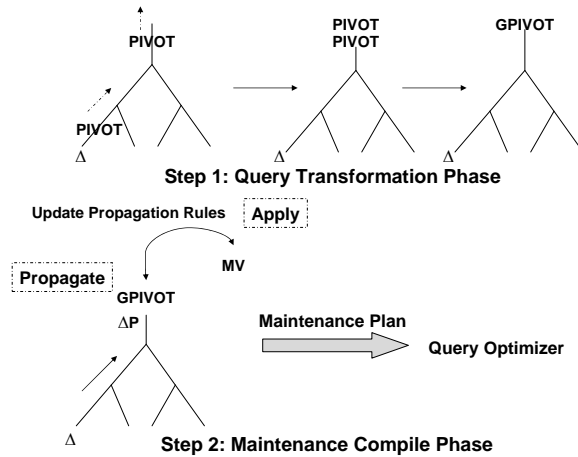 PIVOT
PIVOT
Δ
PIVOT
PIVOT
Δ
GPIVOT
Δ
Step 1: Query Transformation Phase
Update Propagation Rules
Apply
MV
Propagate
GPIVOT
ΔP
Δ
Maintenance Plan
Query Optimizer
Step 2: Maintenance Compile Phase